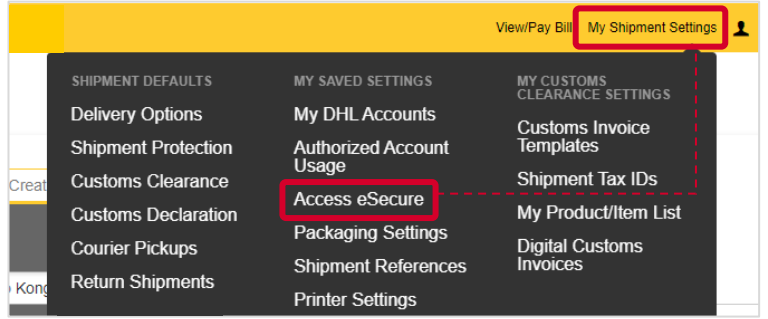 View/Pay Bill My Shipment Settings
SHIPMENT DEFAULTS
Delivery Options
Shipment Protection
Customs Clearance
Customs Declaration
Courier Pickups
Return Shipments
MY SAVED SETTINGS
My DHL Accounts
Authorized Account
Usage
Access eSecure
Packaging Settings
Shipment References
Printer Settings
MY CUSTOMS
CLEARANCE SETTINGS
Customs Invoice
Templates
Shipment Tax IDs
My Product/Item List
Digital Customs
Invoices
Creat
Kong